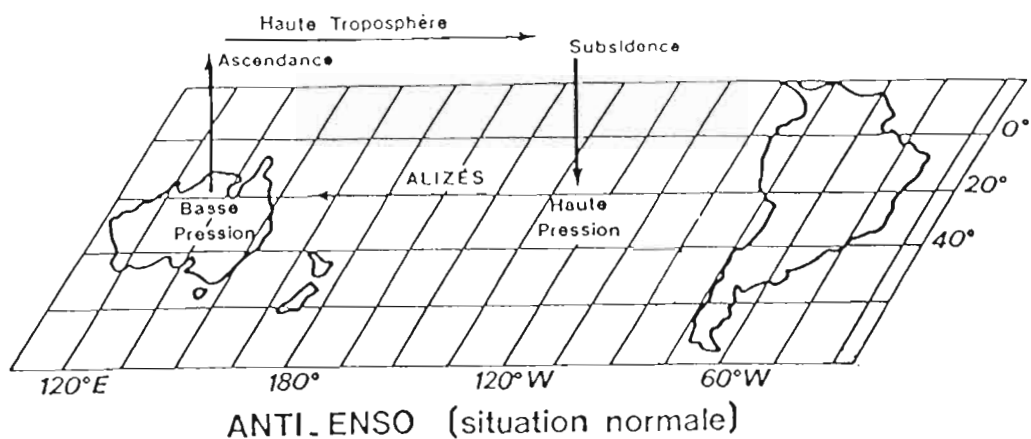 Haute Troposphère
Ascendance
Subsidence
0°
ALIZÉS
20°
Basse
Pression
Haute
Pression
40°
120°E
180°
120°W
60°W
ANTI_ENSO (situation normale)